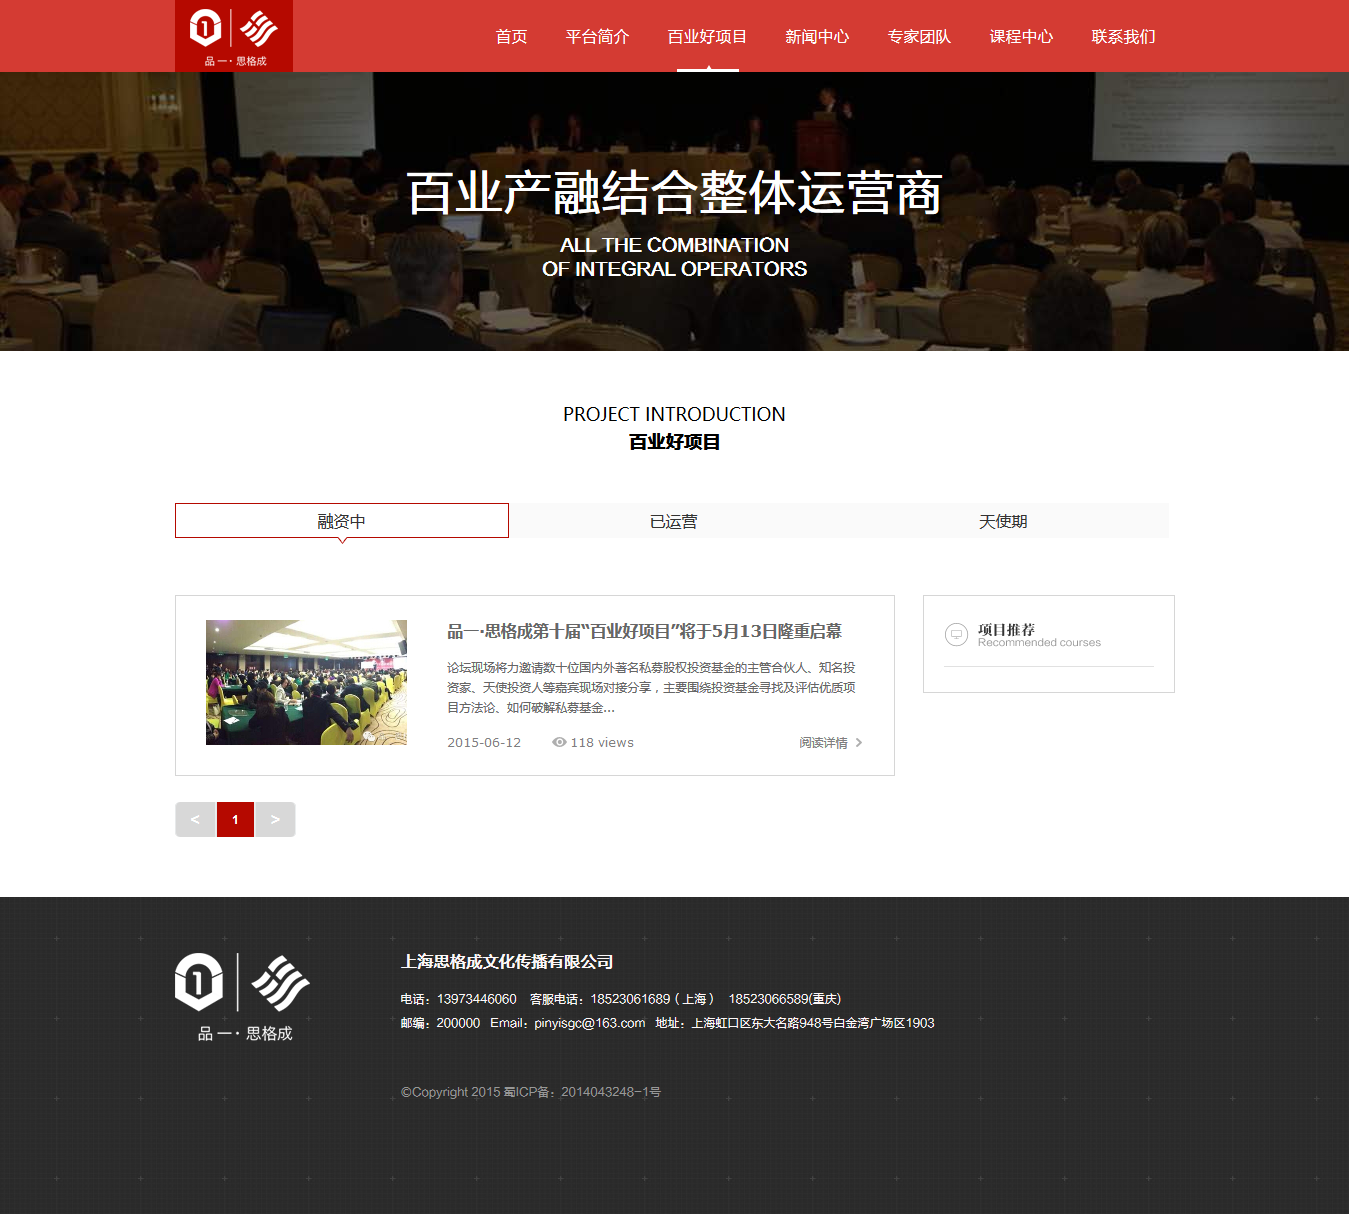 品一·思格成
首页 平台简介 百业好项目 新闻中心 专家团队 课程中心 联系我们
百业产融结合整体运营商
ALL THE COMBINATION
OF INTEGRAL OPERATORS
PROJECT INTRODUCTION
百业好项目
融资中 已运营 天使期
品一·思格成第十届“百业好项目”将于5月13日隆重启幕
论坛现场将力邀请数十位国内外著名私募股权投资基金的主管合伙人、知名投
资家、天使投资人等嘉宾现场对接分享，主要围绕投资基金寻找及评估优质项
目方法论、如何破解私募基金...
2015-06-12 118 views 阅读详情
项目推荐
Recommended courses
< 1 >
品一·思格成
上海思格成文化传播有限公司
电话：13973446060 客服电话：18523061689（上海） 18523066589(重庆)
邮编：200000 Email：pinyisgc@163.com 地址：上海虹口区东大名路948号白金湾广场区1903
©Copyright 2015 蜀ICP备：2014043248-1号